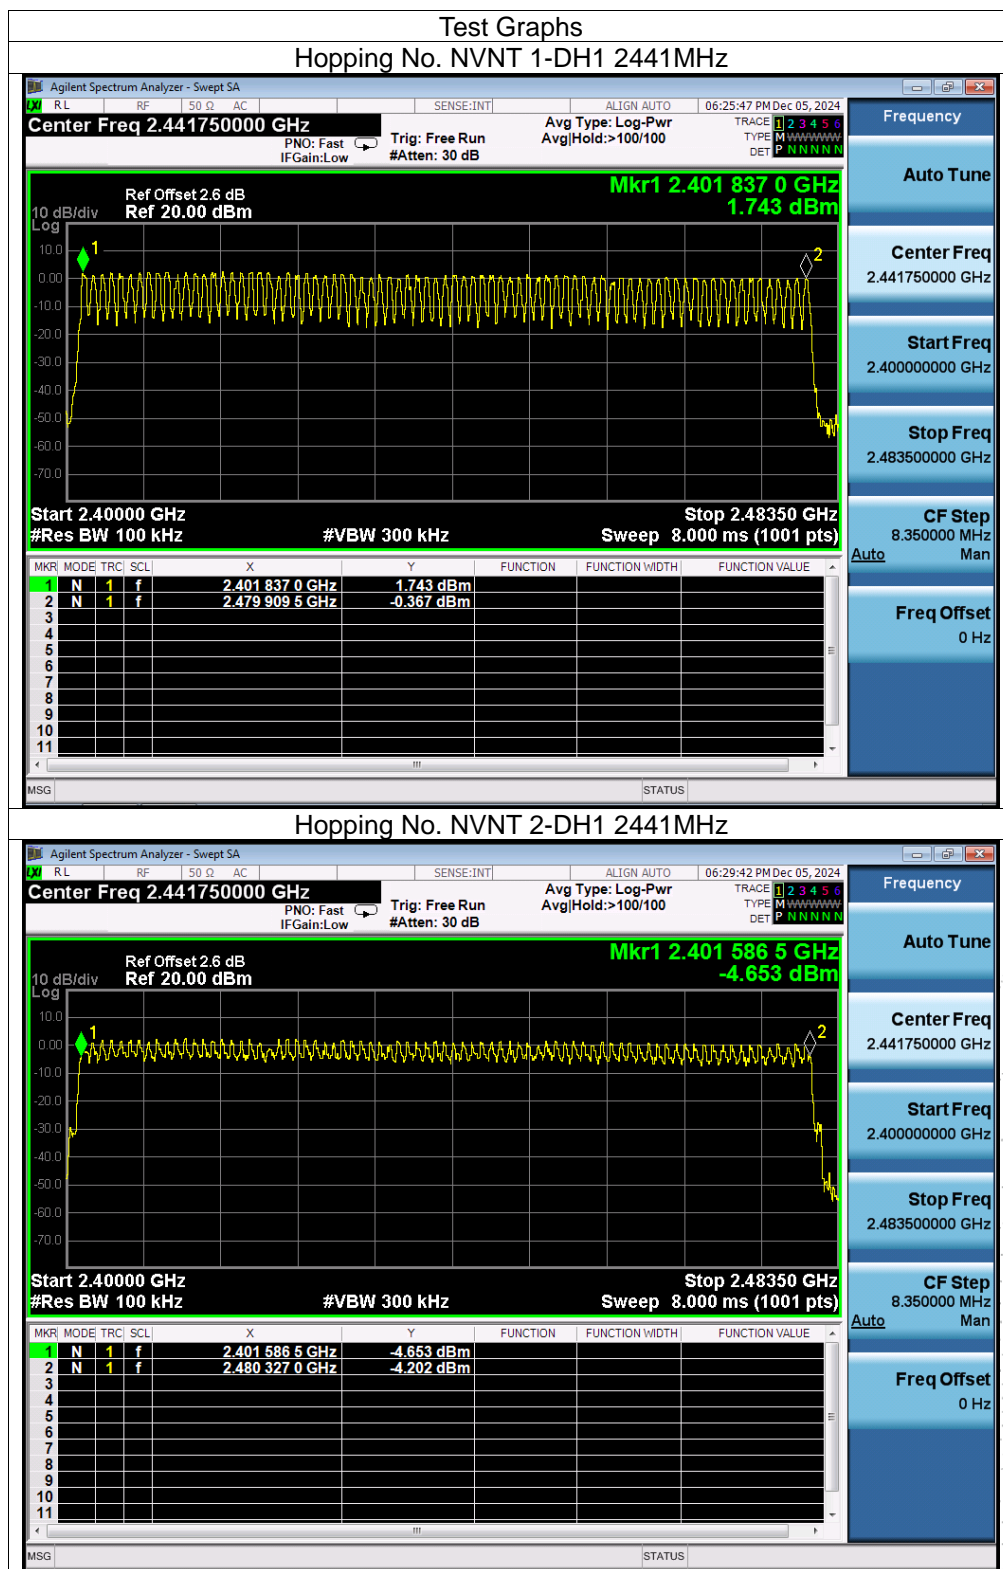 Test Graphs
Hopping No. NVNT 1-DH1 2441MHz
Agilent Spectrum Analyzer - Swept SA
LXI RL RF 50 Ω AC SENSE:INT ALIGN AUTO 06:25:47 PM Dec 05, 2024
Center Freq 2.441750000 GHz Avg Type: Log-Pwr TRACE 1 2 3 4 5 6
PNO: Fast Trig: Free Run Avg|Hold:>100/100 TYPE M WWWWW
IFGain:Low #Atten: 30 dB DET P N N N N N
Frequency
Auto Tune
Center Freq
2.441750000 GHz
Start Freq
2.400000000 GHz
Stop Freq
2.483500000 GHz
CF Step
8.350000 MHz
Auto Man
Freq Offset
0 Hz
Mkr1 2.401 837 0 GHz
1.743 dBm
Ref Offset 2.6 dB
10 dB/div Ref 20.00 dBm
Log
10.0
0.00
-10.0
-20.0
-30.0
-40.0
-50.0
-60.0
-70.0
1
2
Start 2.40000 GHz Stop 2.48350 GHz
#Res BW 100 kHz #VBW 300 kHz Sweep 8.000 ms (1001 pts)
MKR MODE TRC SCL X Y FUNCTION FUNCTION WIDTH FUNCTION VALUE
1 N 1 f 2.401 837 0 GHz 1.743 dBm
2 N 1 f 2.479 909 5 GHz -0.367 dBm
3
4
5
6
7
8
9
10
11
MSG STATUS
Hopping No. NVNT 2-DH1 2441MHz
Agilent Spectrum Analyzer - Swept SA
LXI RL RF 50 Ω AC SENSE:INT ALIGN AUTO 06:29:42 PM Dec 05, 2024
Center Freq 2.441750000 GHz Avg Type: Log-Pwr TRACE 1 2 3 4 5 6
PNO: Fast Trig: Free Run Avg|Hold:>100/100 TYPE M WWWWW
IFGain:Low #Atten: 30 dB DET P N N N N N
Frequency
Auto Tune
Center Freq
2.441750000 GHz
Start Freq
2.400000000 GHz
Stop Freq
2.483500000 GHz
CF Step
8.350000 MHz
Auto Man
Freq Offset
0 Hz
Mkr1 2.401 586 5 GHz
-4.653 dBm
Ref Offset 2.6 dB
10 dB/div Ref 20.00 dBm
Log
10.0
0.00
-10.0
-20.0
-30.0
-40.0
-50.0
-60.0
-70.0
1
2
Start 2.40000 GHz Stop 2.48350 GHz
#Res BW 100 kHz #VBW 300 kHz Sweep 8.000 ms (1001 pts)
MKR MODE TRC SCL X Y FUNCTION FUNCTION WIDTH FUNCTION VALUE
1 N 1 f 2.401 586 5 GHz -4.653 dBm
2 N 1 f 2.480 327 0 GHz -4.202 dBm
3
4
5
6
7
8
9
10
11
MSG STATUS